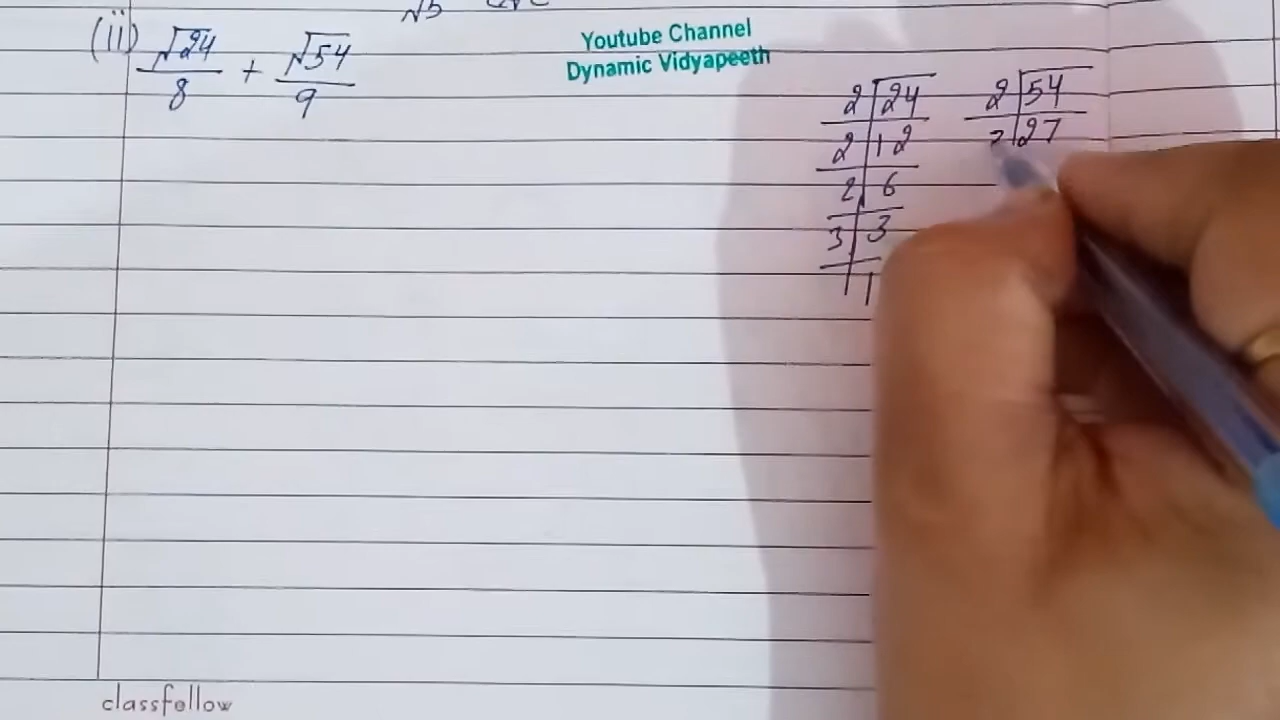 (ii) √24/8 + √54/9
Youtube Channel
Dynamic Vidyapeeth
2 | 24
2 | 12
2 | 6
3 | 3
| 1
2 | 54
| 27
classfellow